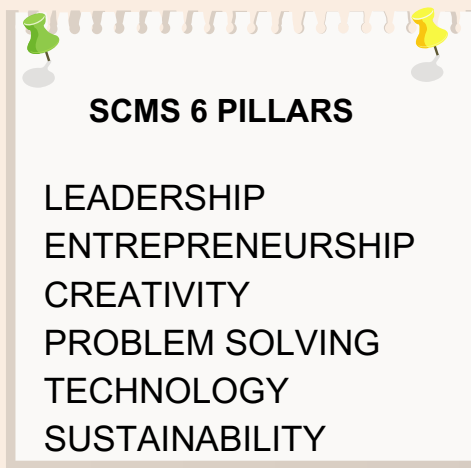 SCMS 6 PILLARS
LEADERSHIP
ENTREPRENEURSHIP
CREATIVITY
PROBLEM SOLVING
TECHNOLOGY
SUSTAINABILITY